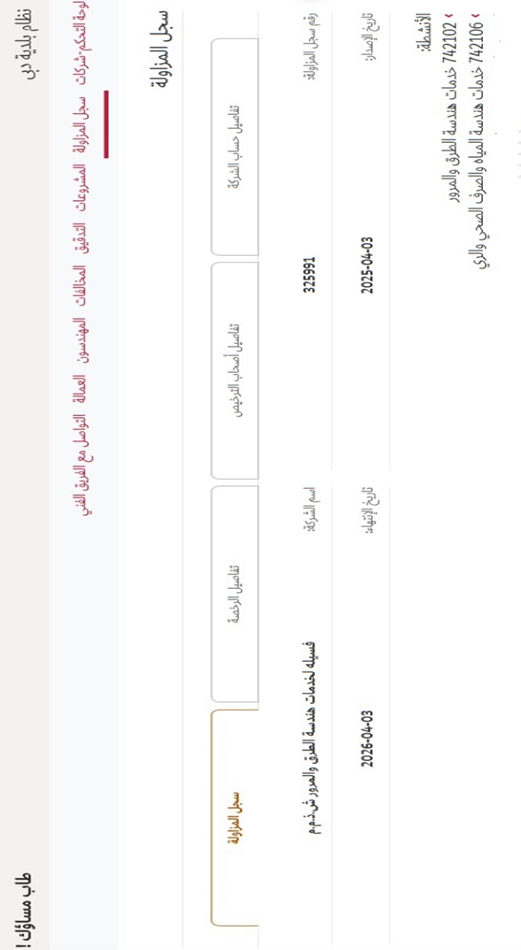 نظام بلدية دبي
طاب مساؤك !
لوحة التحكم-شركات سجل المزاولة المشروعات التدقيق المخالفات المهندسون العمالة التواصل مع الفريق الفني
سجل المزاولة
تفاصيل حساب الشركة
تفاصيل أصحاب الترخيص
تفاصيل الرخصة
سجل المزاولة
رقم سجل المزاولة: 325991
اسم الشركة: فسيله لخدمات هندسة الطرق والمرور ش.ذ.م.م
تاريخ الإصدار: 2025-04-03
تاريخ الإنتهاء: 2026-04-03
الأنشطة:
742102 خدمات هندسة الطرق والمرور
742106 خدمات هندسة المياه والصرف الصحي والري